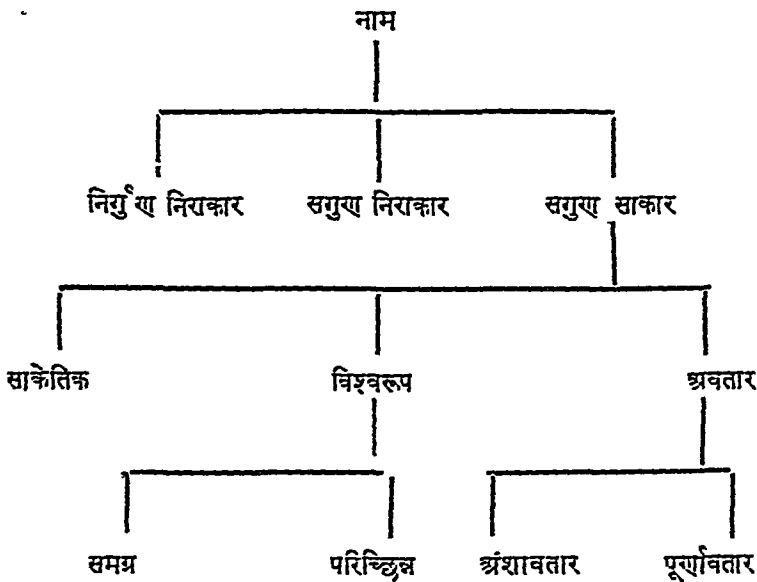 नाम
निर्गुण निराकार सगुण निराकार सगुण साकार
साकेतिक विश्वरूप अवतार
समग्र परिच्छिन्न अंशावतार पूर्णावतार